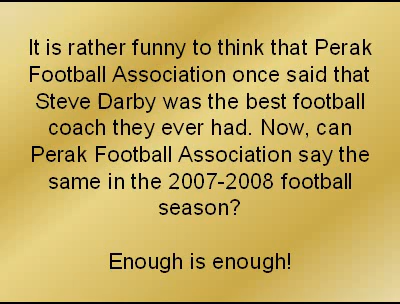 It is rather funny to think that Perak
Football Association once said that
Steve Darby was the best football
coach they ever had. Now, can
Perak Football Association say the
same in the 2007-2008 football
season?
Enough is enough!